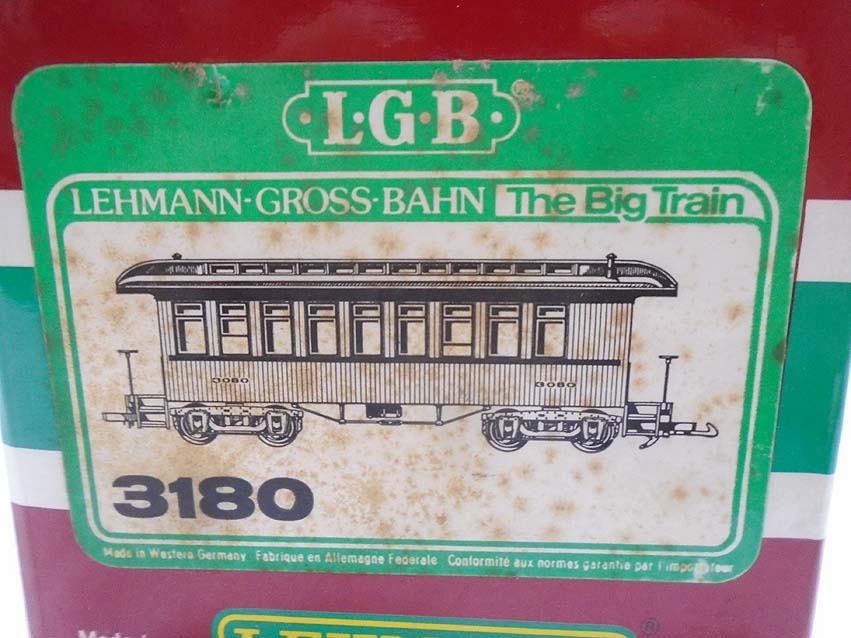 L·G·B
LEHMANN-GROSS-BAHN The Big Train
3080 3080
3180
Made in Western Germany Fabrique en Allemagne Federale Conformité aux normes garantie par l'importateur
Made